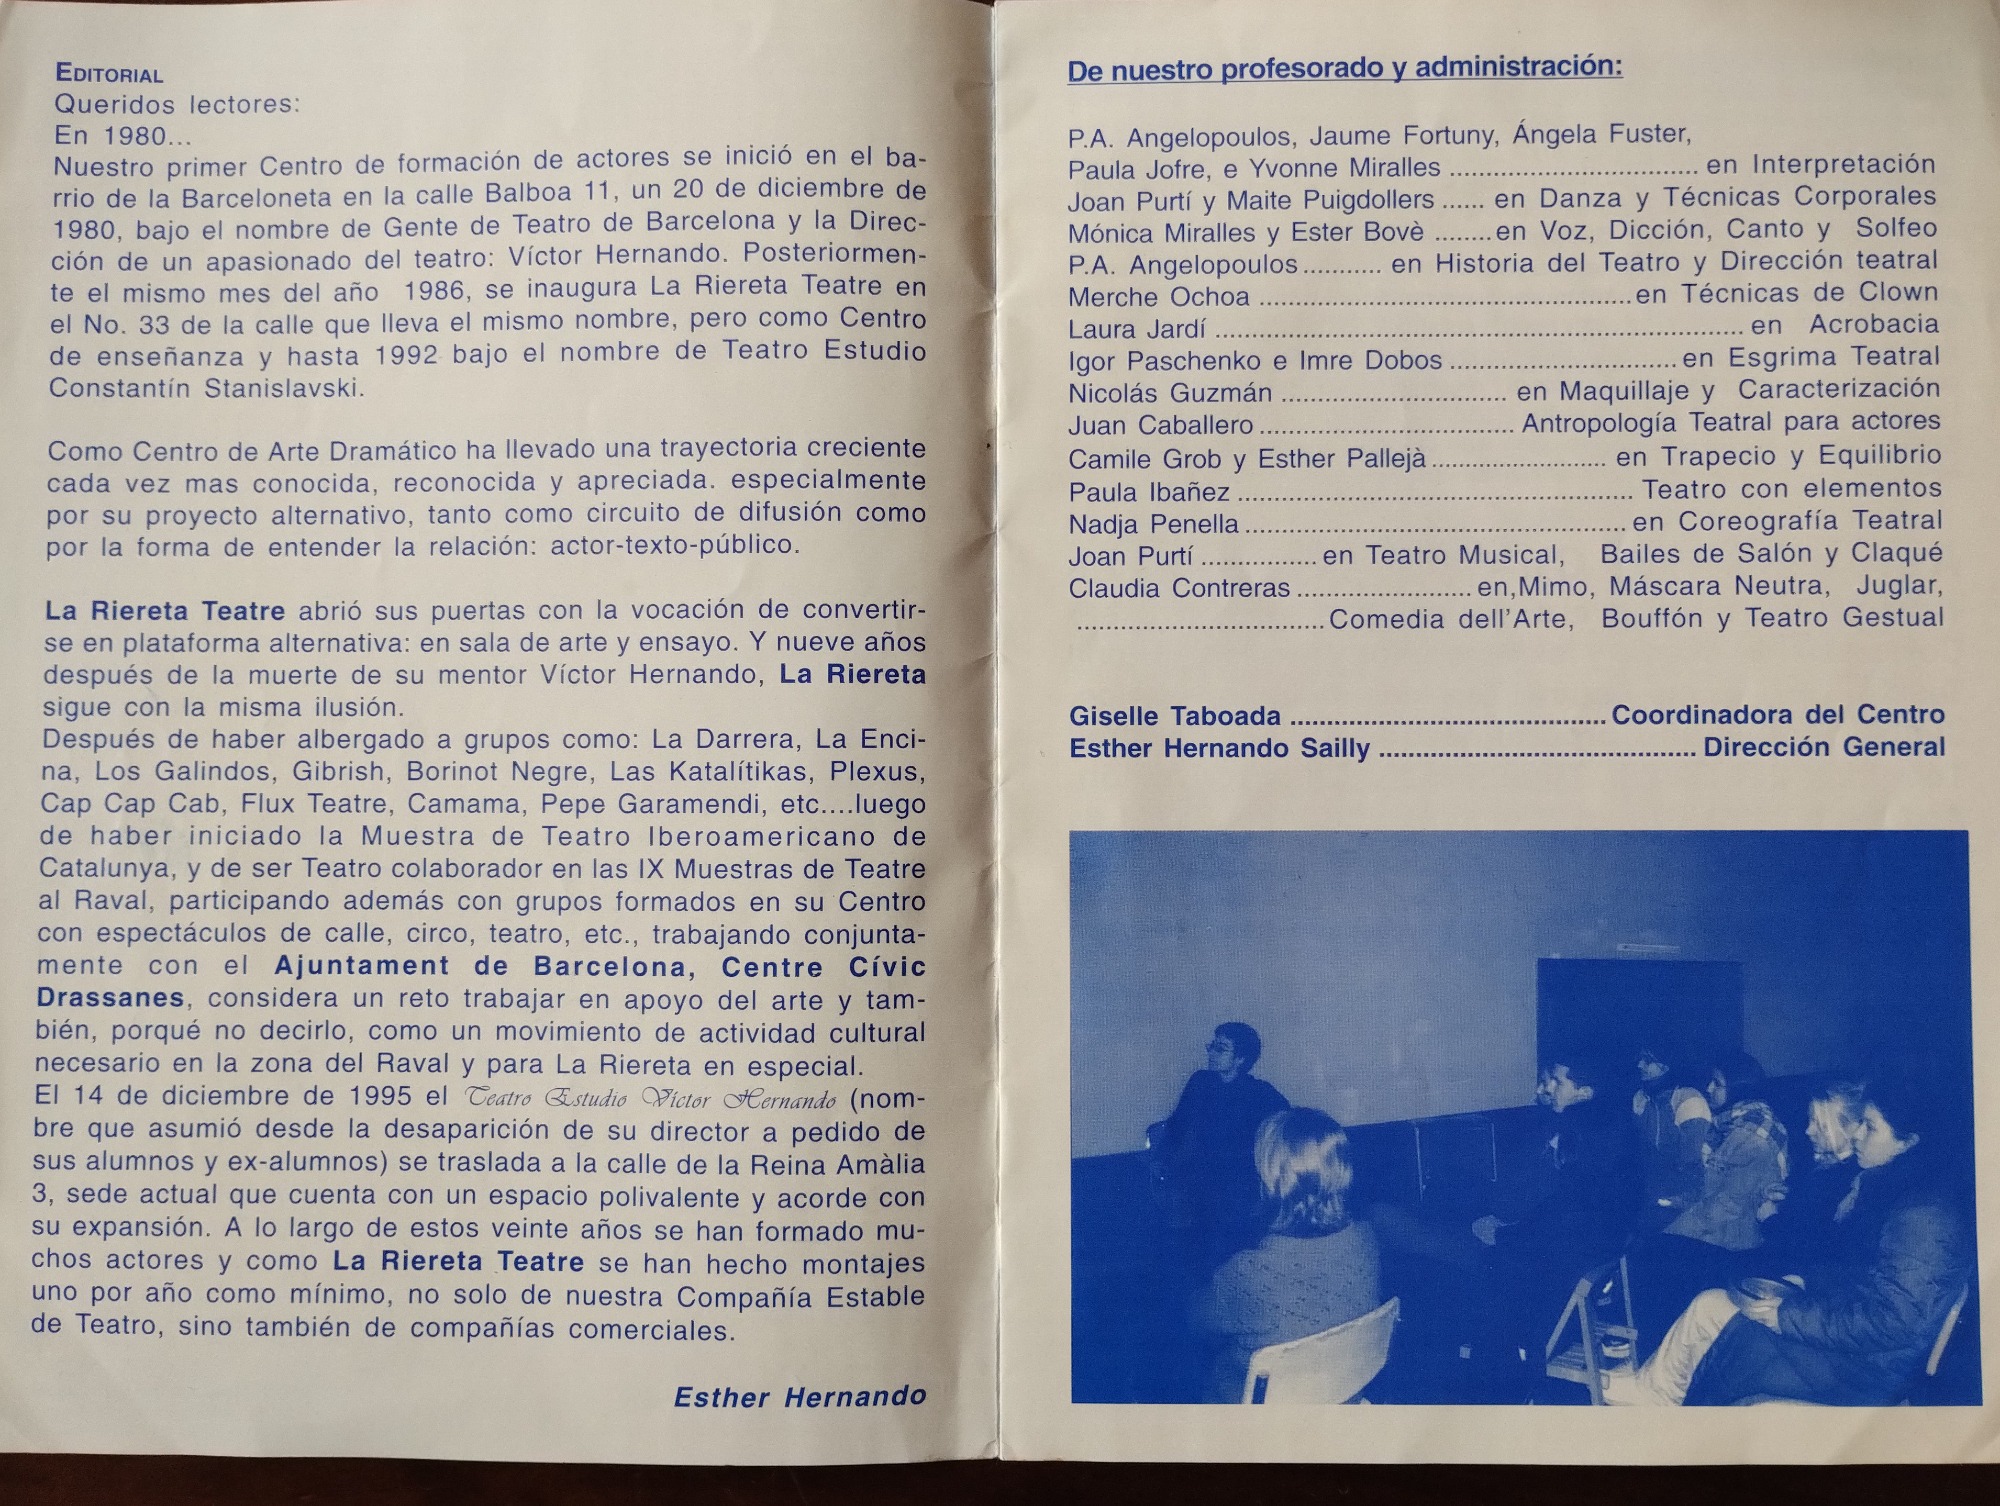 EDITORIAL
Queridos lectores:
En 1980...
Nuestro primer Centro de formación de actores se inició en el ba-
rrio de la Barceloneta en la calle Balboa 11, un 20 de diciembre de
1980, bajo el nombre de Gente de Teatro de Barcelona y la Direc-
ción de un apasionado del teatro: Víctor Hernando. Posteriormen-
te el mismo mes del año 1986, se inaugura La Riereta Teatre en
el No. 33 de la calle que lleva el mismo nombre, pero como Centro
de enseñanza y hasta 1992 bajo el nombre de Teatro Estudio
Constantín Stanislavski.
Como Centro de Arte Dramático ha llevado una trayectoria creciente
cada vez mas conocida, reconocida y apreciada. especialmente
por su proyecto alternativo, tanto como circuito de difusión como
por la forma de entender la relación: actor-texto-público.
La Riereta Teatre abrió sus puertas con la vocación de convertir-
se en plataforma alternativa: en sala de arte y ensayo. Y nueve años
después de la muerte de su mentor Víctor Hernando, La Riereta
sigue con la misma ilusión.
Después de haber albergado a grupos como: La Darrera, La Enci-
na, Los Galindos, Gibrish, Borinot Negre, Las Katalítikas, Plexus,
Cap Cap Cab, Flux Teatre, Camama, Pepe Garamendi, etc....luego
de haber iniciado la Muestra de Teatro Iberoamericano de
Catalunya, y de ser Teatro colaborador en las IX Muestras de Teatre
al Raval, participando además con grupos formados en su Centro
con espectáculos de calle, circo, teatro, etc., trabajando conjunta-
mente con el Ajuntament de Barcelona, Centre Cívic
Drassanes, considera un reto trabajar en apoyo del arte y tam-
bién, porqué no decirlo, como un movimiento de actividad cultural
necesario en la zona del Raval y para La Riereta en especial.
El 14 de diciembre de 1995 el Teatro Estudio Víctor Hernando (nom-
bre que asumió desde la desaparición de su director a pedido de
sus alumnos y ex-alumnos) se traslada a la calle de la Reina Amàlia
3, sede actual que cuenta con un espacio polivalente y acorde con
su expansión. A lo largo de estos veinte años se han formado mu-
chos actores y como La Riereta Teatre se han hecho montajes
uno por año como mínimo, no solo de nuestra Compañía Estable
de Teatro, sino también de compañías comerciales.
Esther Hernando
De nuestro profesorado y administración:
P.A. Angelopoulos, Jaume Fortuny, Ángela Fuster,
Paula Jofre, e Yvonne Miralles ................................. en Interpretación
Joan Purtí y Maite Puigdollers ...... en Danza y Técnicas Corporales
Mónica Miralles y Ester Bovè ........en Voz, Dicción, Canto y Solfeo
P.A. Angelopoulos........... en Historia del Teatro y Dirección teatral
Merche Ochoa .................................................en Técnicas de Clown
Laura Jardí ...................................................................... en Acrobacia
Igor Paschenko e Imre Dobos ..............................en Esgrima Teatral
Nicolás Guzmán .............................. en Maquillaje y Caracterización
Juan Caballero .................................. Antropología Teatral para actores
Camile Grob y Esther Pallejà ....................... en Trapecio y Equilibrio
Paula Ibañez .................................................... Teatro con elementos
Nadja Penella ..................................................en Coreografía Teatral
Joan Purtí ...............en Teatro Musical, Bailes de Salón y Claqué
Claudia Contreras .......................en,Mimo, Máscara Neutra, Juglar,
.................................Comedia dell'Arte, Bouffón y Teatro Gestual
Giselle Taboada ..........................................Coordinadora del Centro
Esther Hernando Sailly .......................................... Dirección General